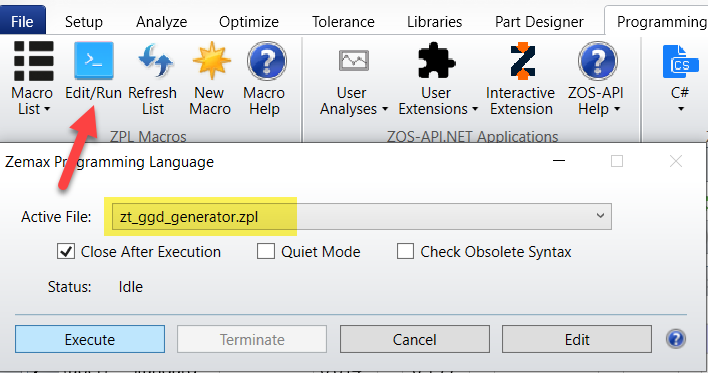 File Setup Analyze Optimize Tolerance Libraries Part Designer Programming
Macro List Edit/Run Refresh List New Macro Macro Help User Analyses User Extensions Interactive Extension ZOS-API Help C#
ZPL Macros ZOS-API.NET Applications
Zemax Programming Language
Active File: zt_ggd_generator.zpl
Close After Execution Quiet Mode Check Obsolete Syntax
Status: Idle
Execute Terminate Cancel Edit